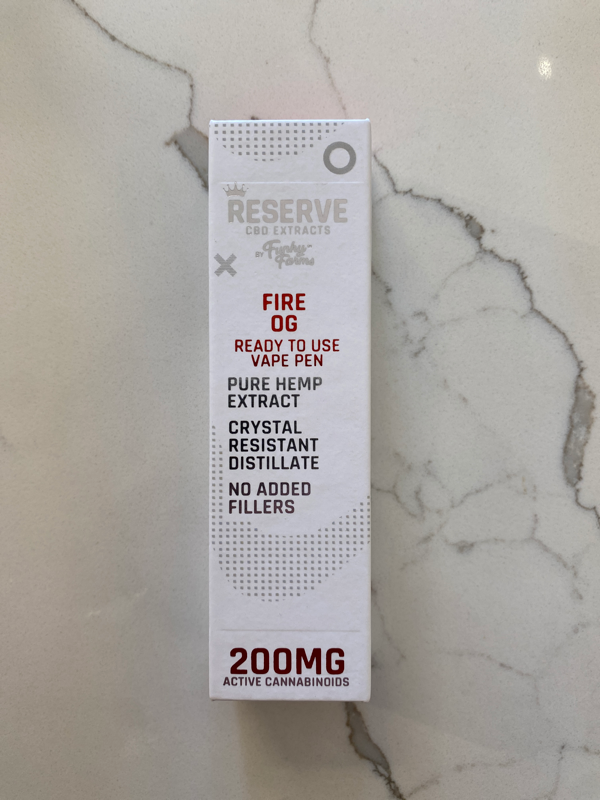 RESERVE
CBD EXTRACTS
BY Funky
Farms
FIRE
OG
READY TO USE
VAPE PEN
PURE HEMP
EXTRACT
CRYSTAL
RESISTANT
DISTILLATE
NO ADDED
FILLERS
200MG
ACTIVE CANNABINOIDS